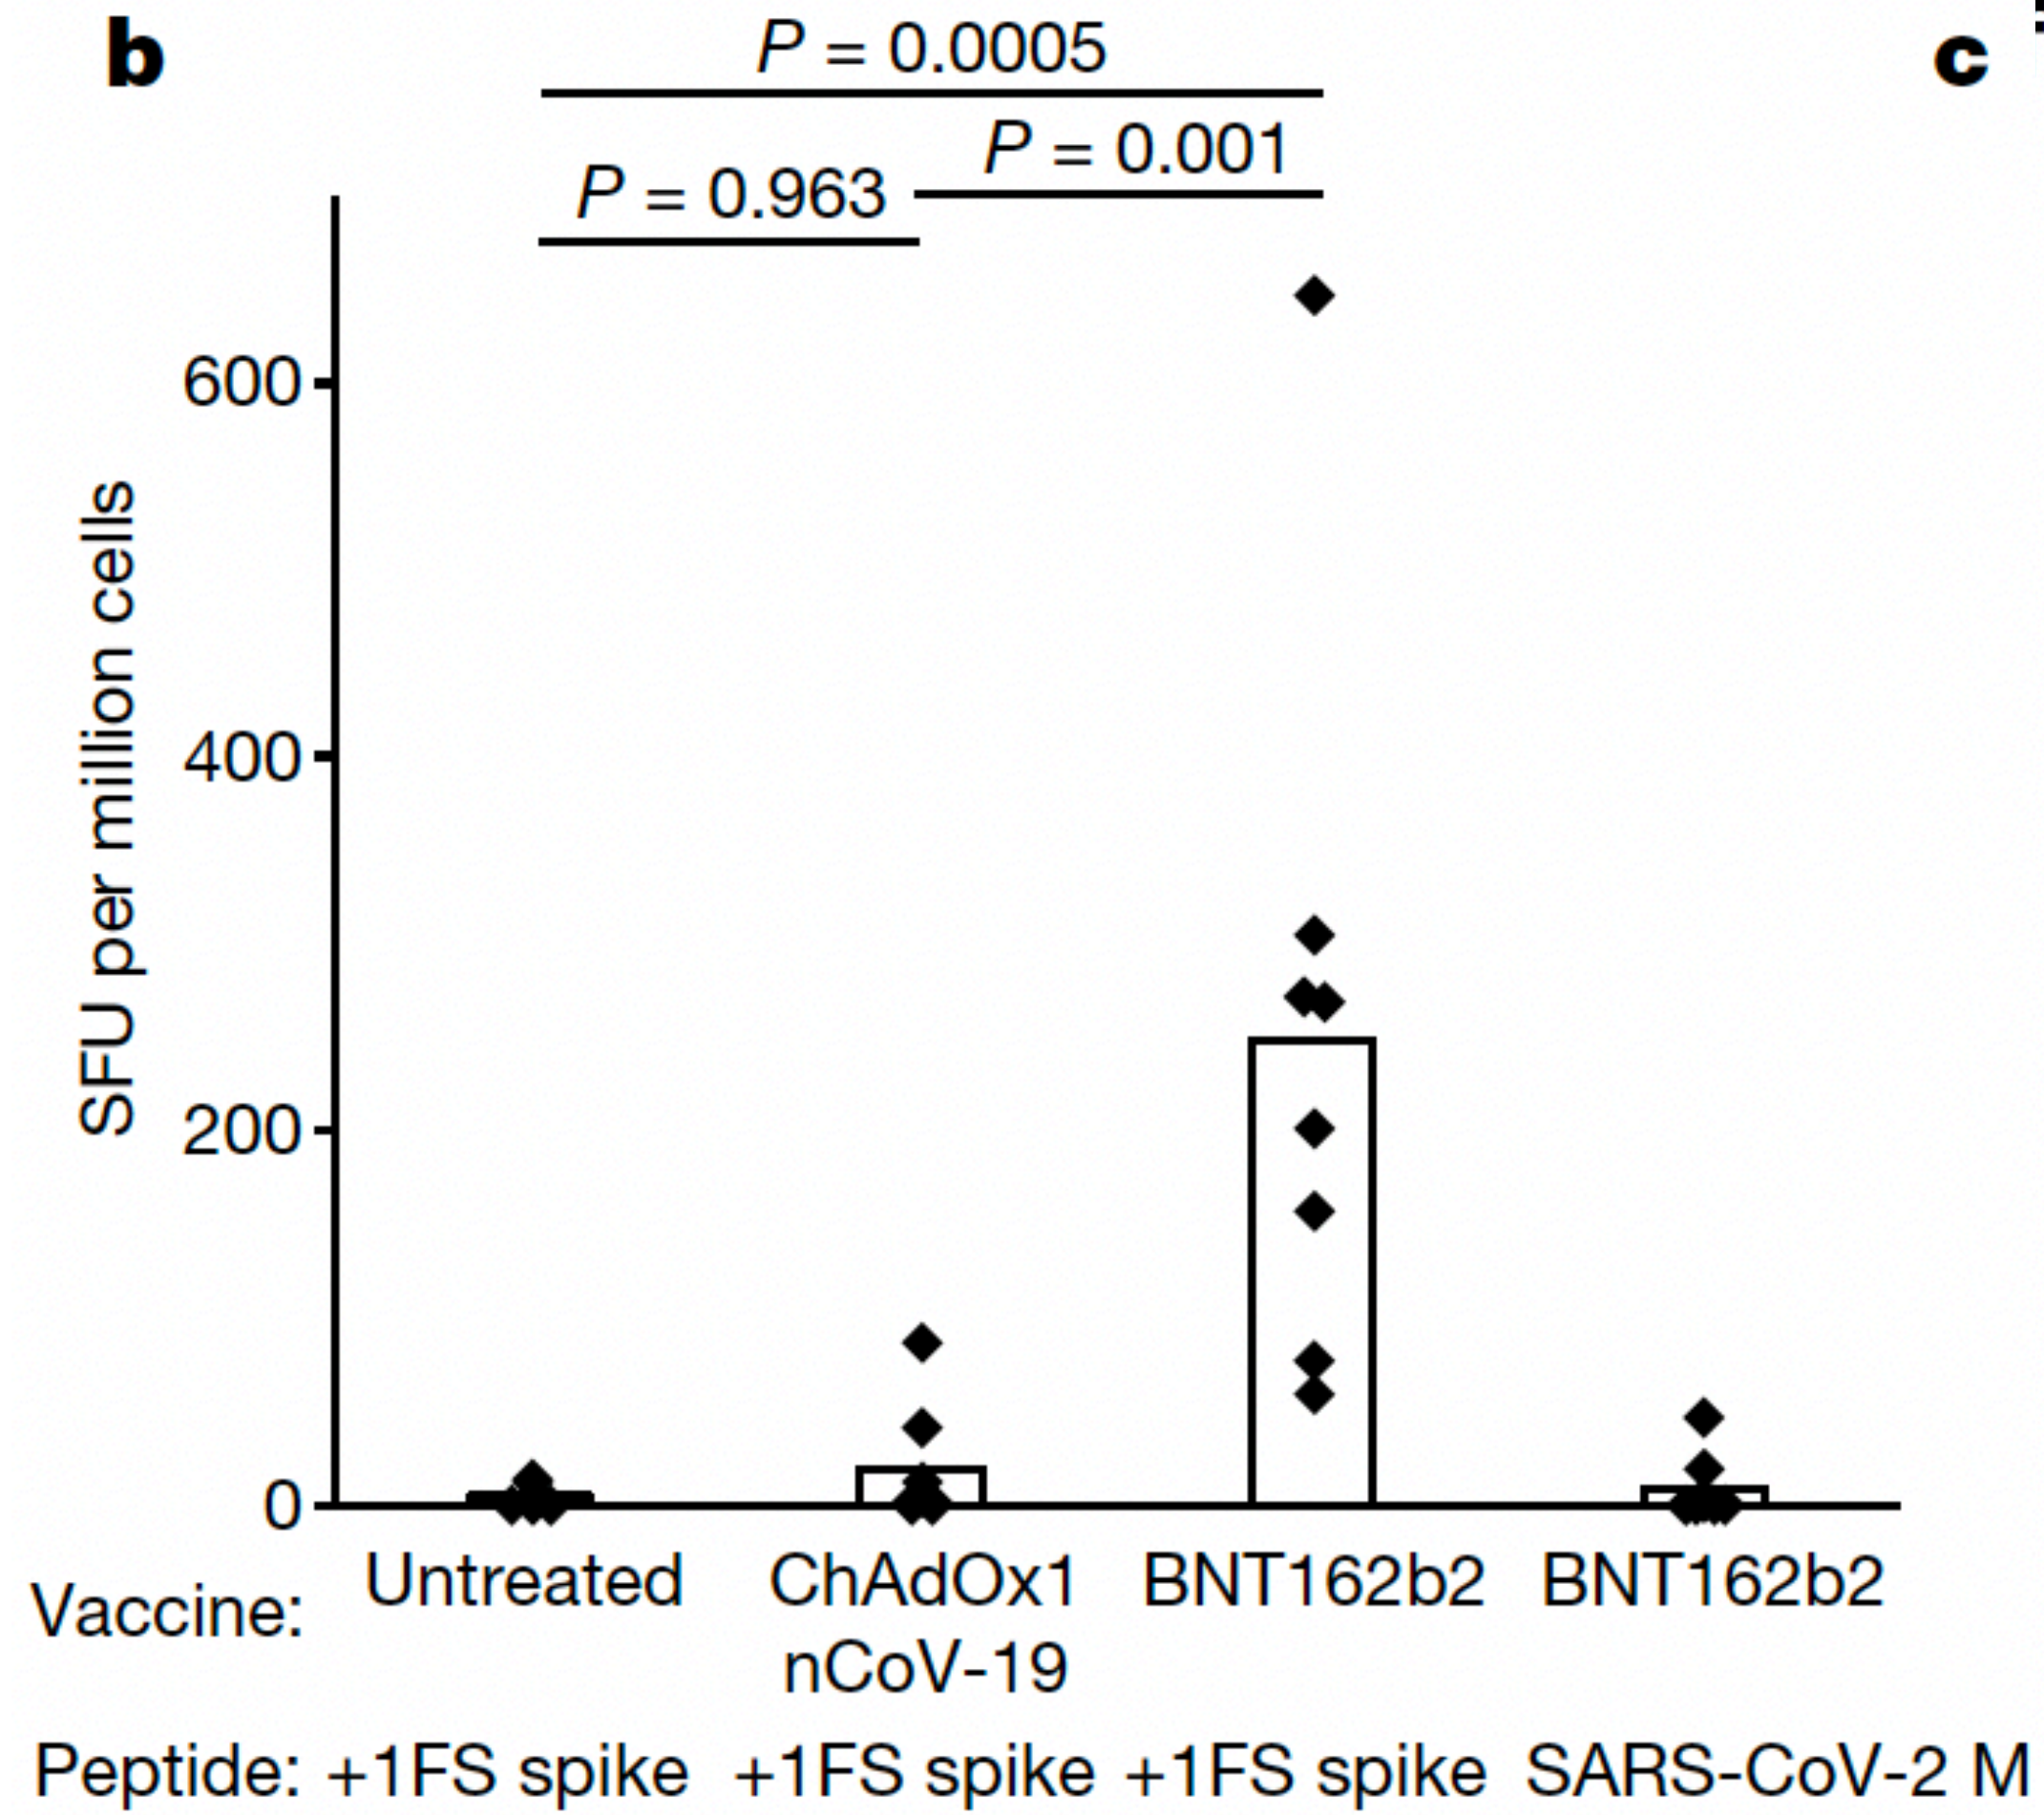 b
c
P = 0.0005
P = 0.001
P = 0.963
SFU per million cells
600
400
200
0
Vaccine: Untreated ChAdOx1 nCoV-19 BNT162b2 BNT162b2
Peptide: +1FS spike +1FS spike +1FS spike SARS-CoV-2 M